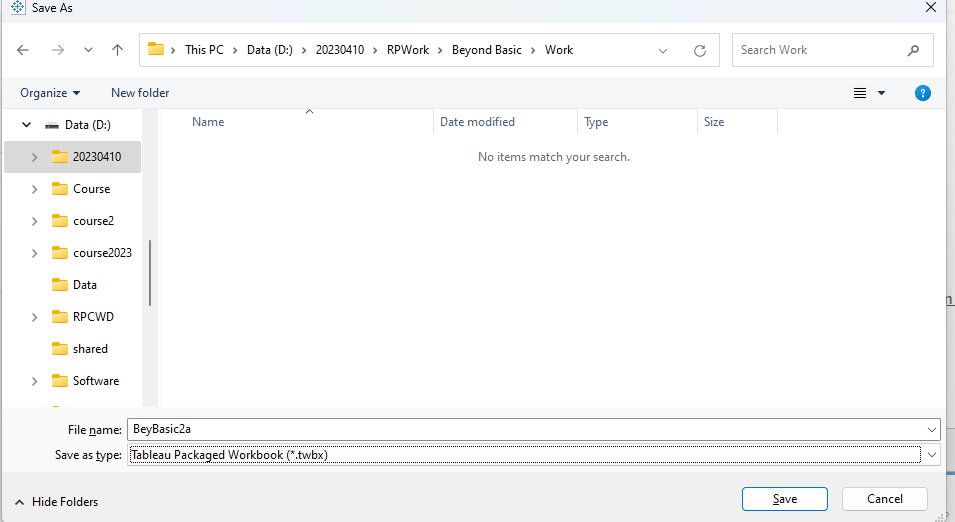 Save As
This PC > Data (D:) > 20230410 > RPWork > Beyond Basic > Work
Search Work
Organize
New folder
?
Name
Date modified
Type
Size
No items match your search.
Data (D:)
20230410
Course
course2
course2023
Data
RPCWD
shared
Software
File name: BeyBasic2a
Save as type: Tableau Packaged Workbook (*.twbx)
Hide Folders
Save
Cancel